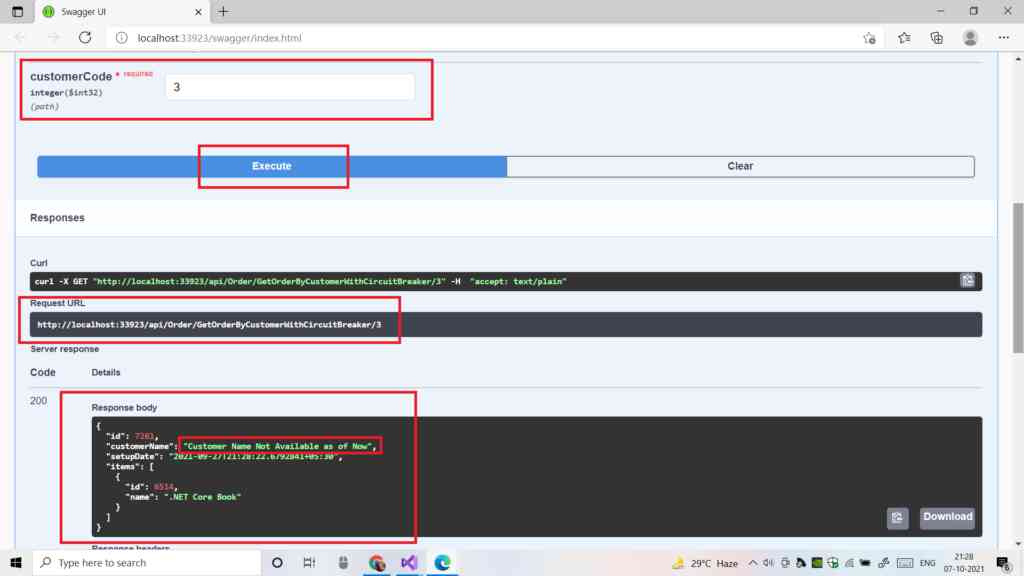 Swagger UI
localhost:33923/swagger/index.html
customerCode * required
3
integer($int32)
(path)
Execute
Clear
Responses
Curl
curl -X GET "http://localhost:33923/api/Order/GetOrderByCustomerWithCircuitBreaker/3" -H "accept: text/plain"
Request URL
http://localhost:33923/api/Order/GetOrderByCustomerWithCircuitBreaker/3
Server response
Code Details
200
Response body
{
"id": 7261,
"customerName": "Customer Name Not Available as of Now",
"setupDate": "2021-09-27T21:28:22.6792841+05:30",
"items": [
{
"id": 6514,
"name": ".NET Core Book"
}
]
}
Download
Response headers
Type here to search
29°C Haze
ENG
21:28
07-10-2021
6